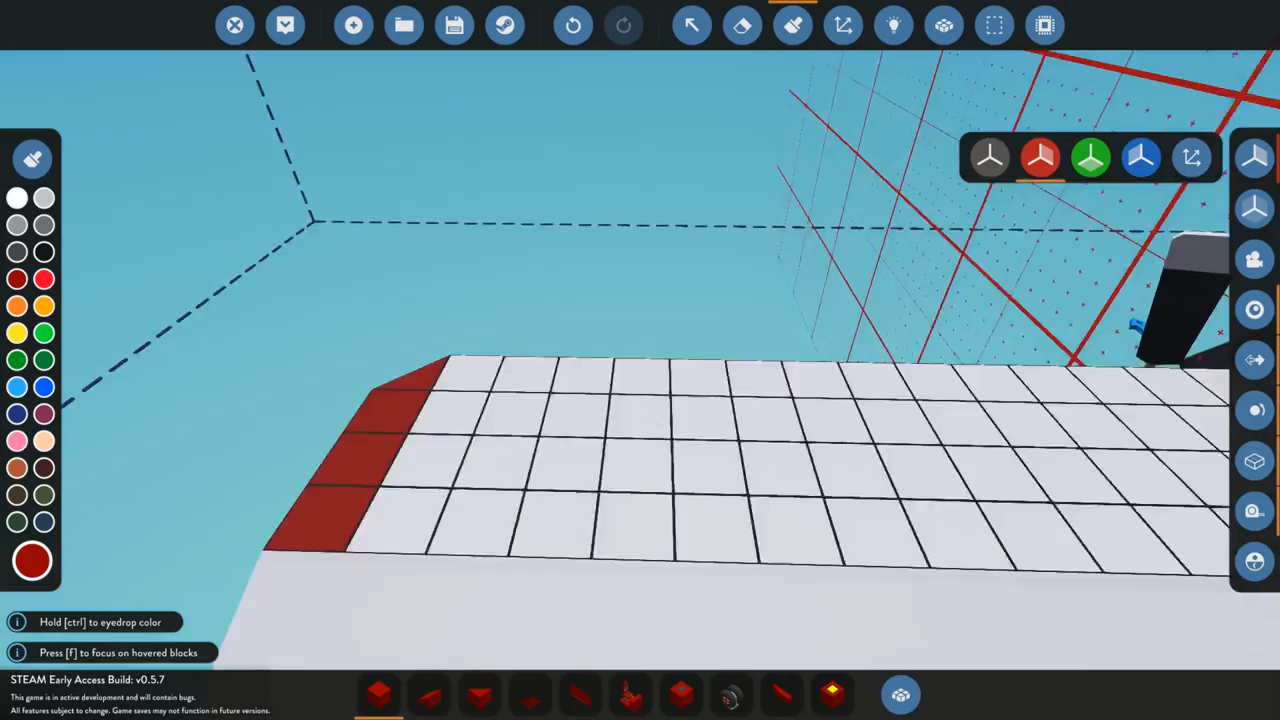 Hold [ctrl] to eyedrop color
Press [f] to focus on hovered blocks
STEAM Early Access Build: v0.5.7
This game is in active development and will contain bugs.
All features subject to change. Game saves may not function in future versions.